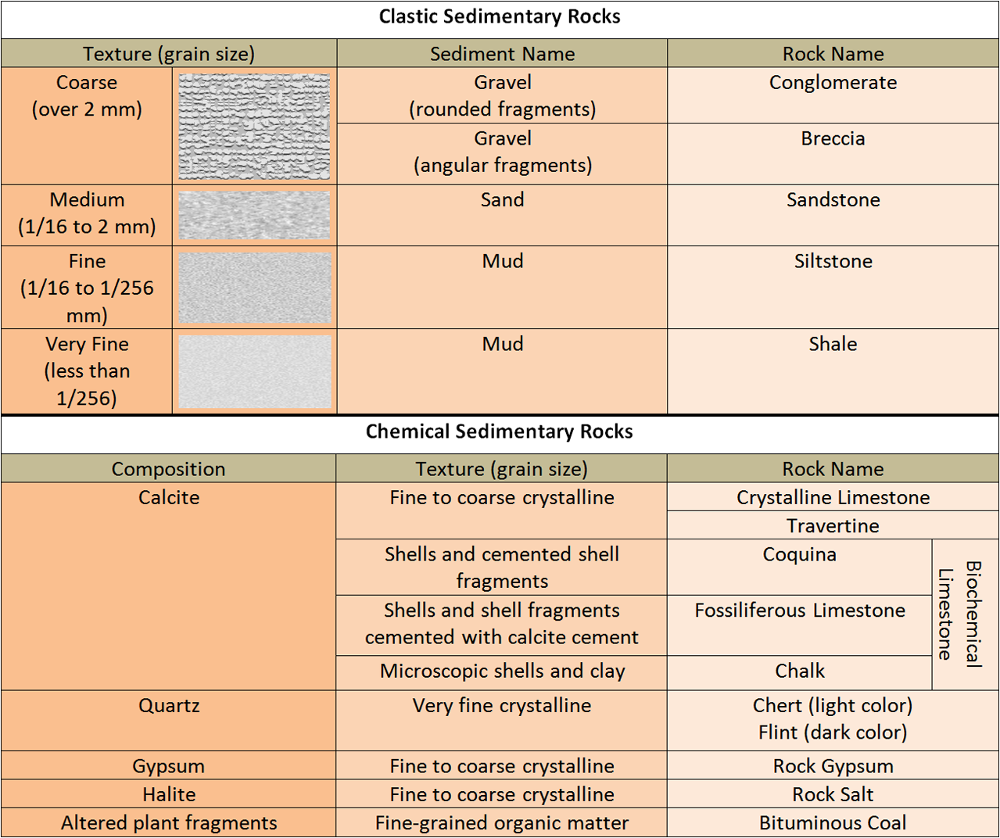 Clastic Sedimentary Rocks
Texture (grain size)
Sediment Name
Rock Name
Coarse
(over 2 mm)
Gravel
(rounded fragments)
Conglomerate
Gravel
(angular fragments)
Breccia
Medium
(1/16 to 2 mm)
Sand
Sandstone
Fine
(1/16 to 1/256
mm)
Mud
Siltstone
Very Fine
(less than
1/256)
Mud
Shale
Chemical Sedimentary Rocks
Composition
Texture (grain size)
Rock Name
Calcite
Fine to coarse crystalline
Crystalline Limestone
Travertine
Shells and cemented shell
fragments
Coquina
Shells and shell fragments
cemented with calcite cement
Fossiliferous Limestone
Microscopic shells and clay
Chalk
Biochemical
Limestone
Quartz
Very fine crystalline
Chert (light color)
Flint (dark color)
Gypsum
Fine to coarse crystalline
Rock Gypsum
Halite
Fine to coarse crystalline
Rock Salt
Altered plant fragments
Fine-grained organic matter
Bituminous Coal